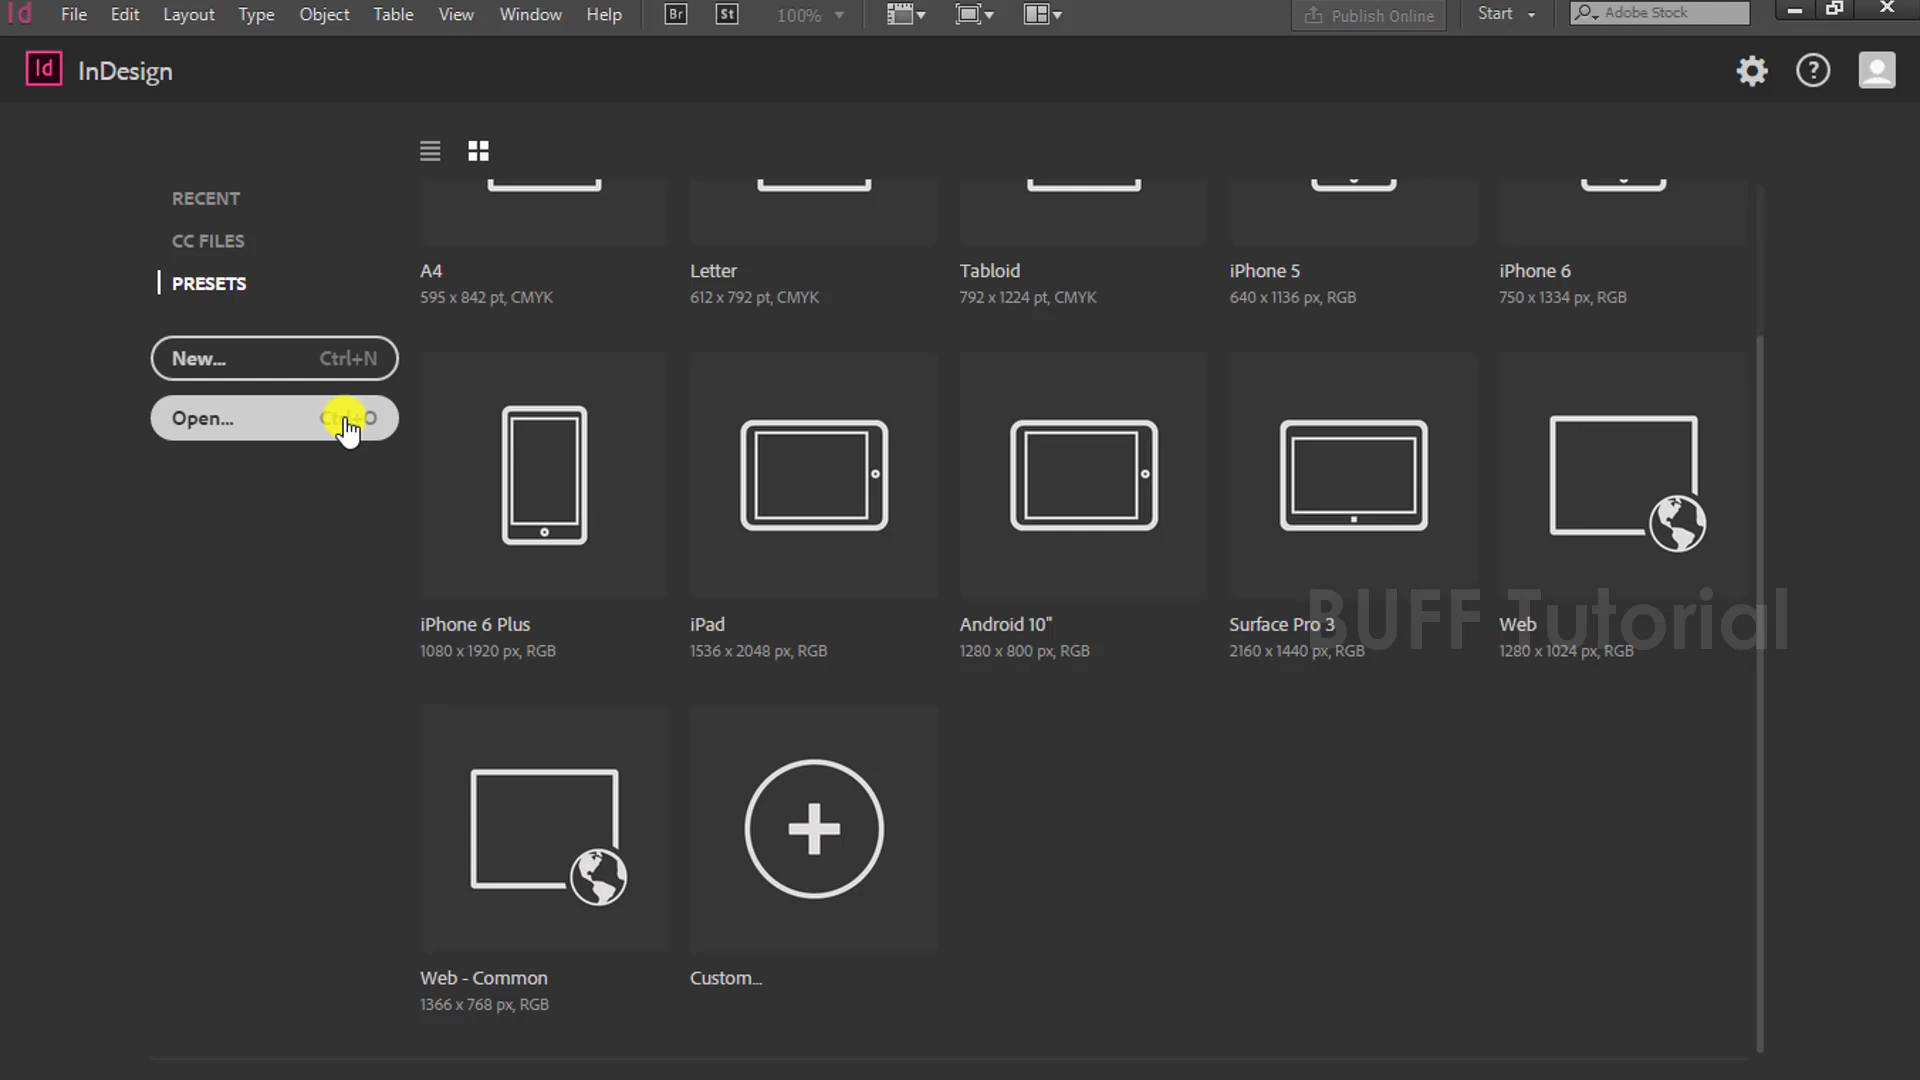 Id File Edit Layout Type Object Table View Window Help Br St 100% Publish Online Start Adobe Stock
Id InDesign
RECENT
CC FILES
PRESETS
New... Ctrl+N
Open... Ctrl+O
A4 Letter Tabloid iPhone 5 iPhone 6
595 x 842 pt, CMYK 612 x 792 pt, CMYK 792 x 1224 pt, CMYK 640 x 1136 px, RGB 750 x 1334 px, RGB
iPhone 6 Plus iPad Android 10" Surface Pro 3 Web
1080 x 1920 px, RGB 1536 x 2048 px, RGB 1280 x 800 px, RGB 2160 x 1440 px, RGB 1280 x 1024 px, RGB
BUFF Tutorial
Web - Common Custom...
1366 x 768 px, RGB